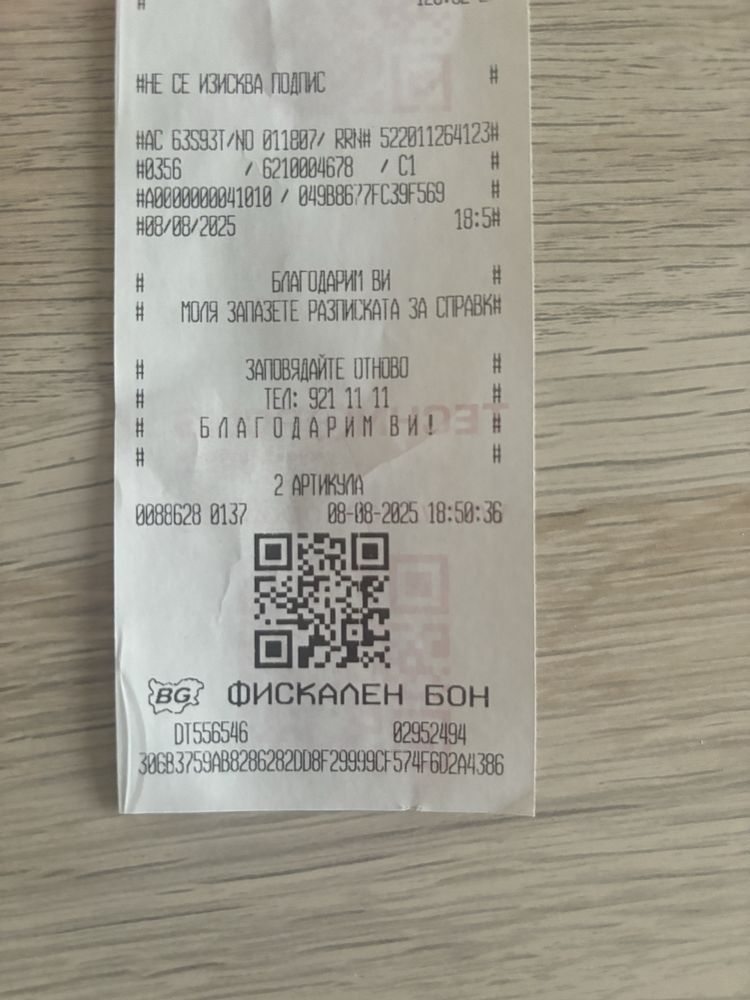 #
#НЕ СЕ ИЗИСКВА ПОДПИС #
#AC 63S93T/NO 011807/ RRN# 522011264123#
#0356 / 6210004678 / C1 #
#A0000000041010 / 049B8677FC39F569 #
#08/08/2025 18:5#
# БЛАГОДАРИМ ВИ #
# МОЛЯ ЗАПАЗЕТЕ РАЗПИСКАТА ЗА СПРАВК#
# ЗАПОВЯДАЙТЕ ОТНОВО #
# ТЕЛ: 921 11 11 #
# Б Л А Г О Д А Р И М В И ! #
# #
2 АРТИКУЛА
0088628 0137 08-08-2025 18:50:36
BG ФИСКАЛЕН БОН
DT556546 02952494
306B3759AB8286282DD8F29999CF574F6D2A4386